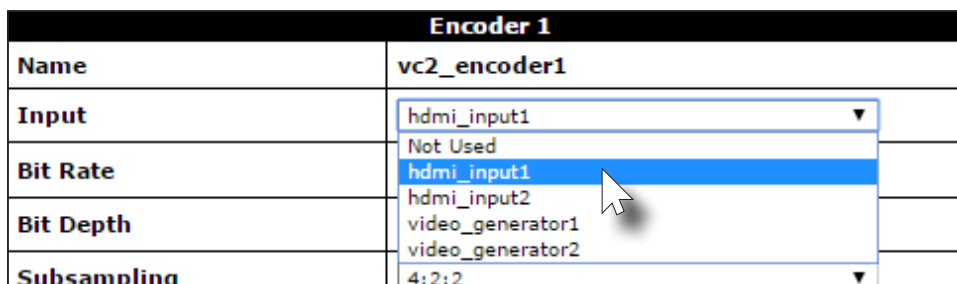 Encoder 1
Name vc2_encoder1
Input hdmi_input1
Not Used
Bit Rate hdmi_input1
hdmi_input2
Bit Depth video_generator1
video_generator2
Subsampling 4:2:2